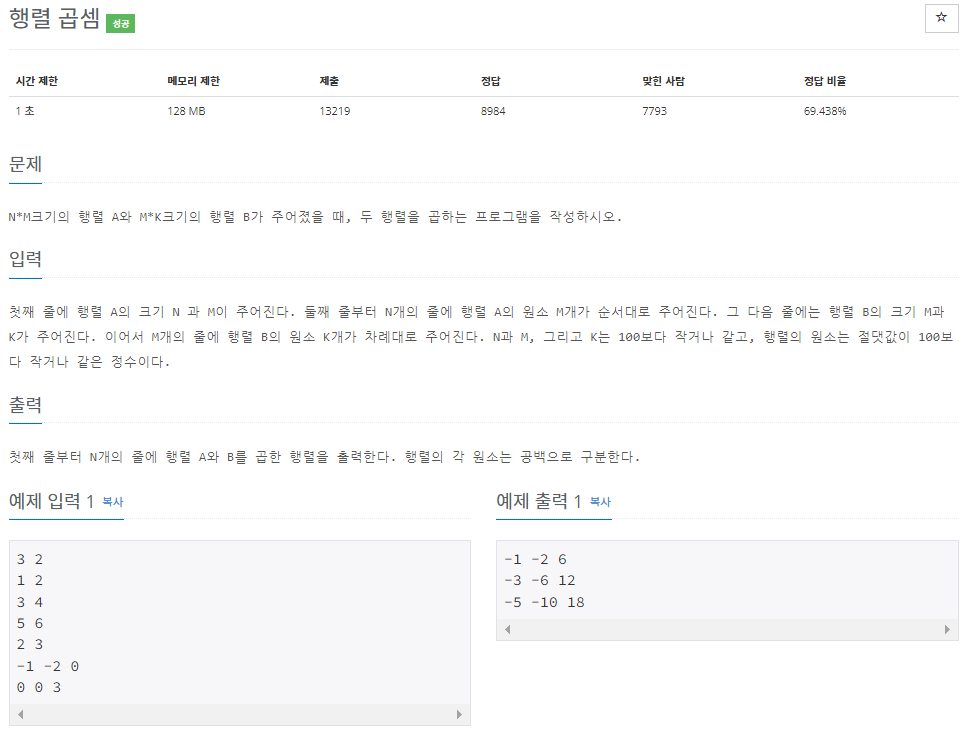 행렬 곱셈 성공
☆
시간 제한 메모리 제한 제출 정답 맞힌 사람 정답 비율
1 초 128 MB 13219 8984 7793 69.438%
문제
N*M크기의 행렬 A와 M*K크기의 행렬 B가 주어졌을 때, 두 행렬을 곱하는 프로그램을 작성하시오.
입력
첫째 줄에 행렬 A의 크기 N 과 M이 주어진다. 둘째 줄부터 N개의 줄에 행렬 A의 원소 M개가 순서대로 주어진다. 그 다음 줄에는 행렬 B의 크기 M과
K가 주어진다. 이어서 M개의 줄에 행렬 B의 원소 K개가 차례대로 주어진다. N과 M, 그리고 K는 100보다 작거나 같고, 행렬의 원소는 절댓값이 100보
다 작거나 같은 정수이다.
출력
첫째 줄부터 N개의 줄에 행렬 A와 B를 곱한 행렬을 출력한다. 행렬의 각 원소는 공백으로 구분한다.
예제 입력 1 복사
3 2
1 2
3 4
5 6
2 3
-1 -2 0
0 0 3
예제 출력 1 복사
-1 -2 6
-3 -6 12
-5 -10 18